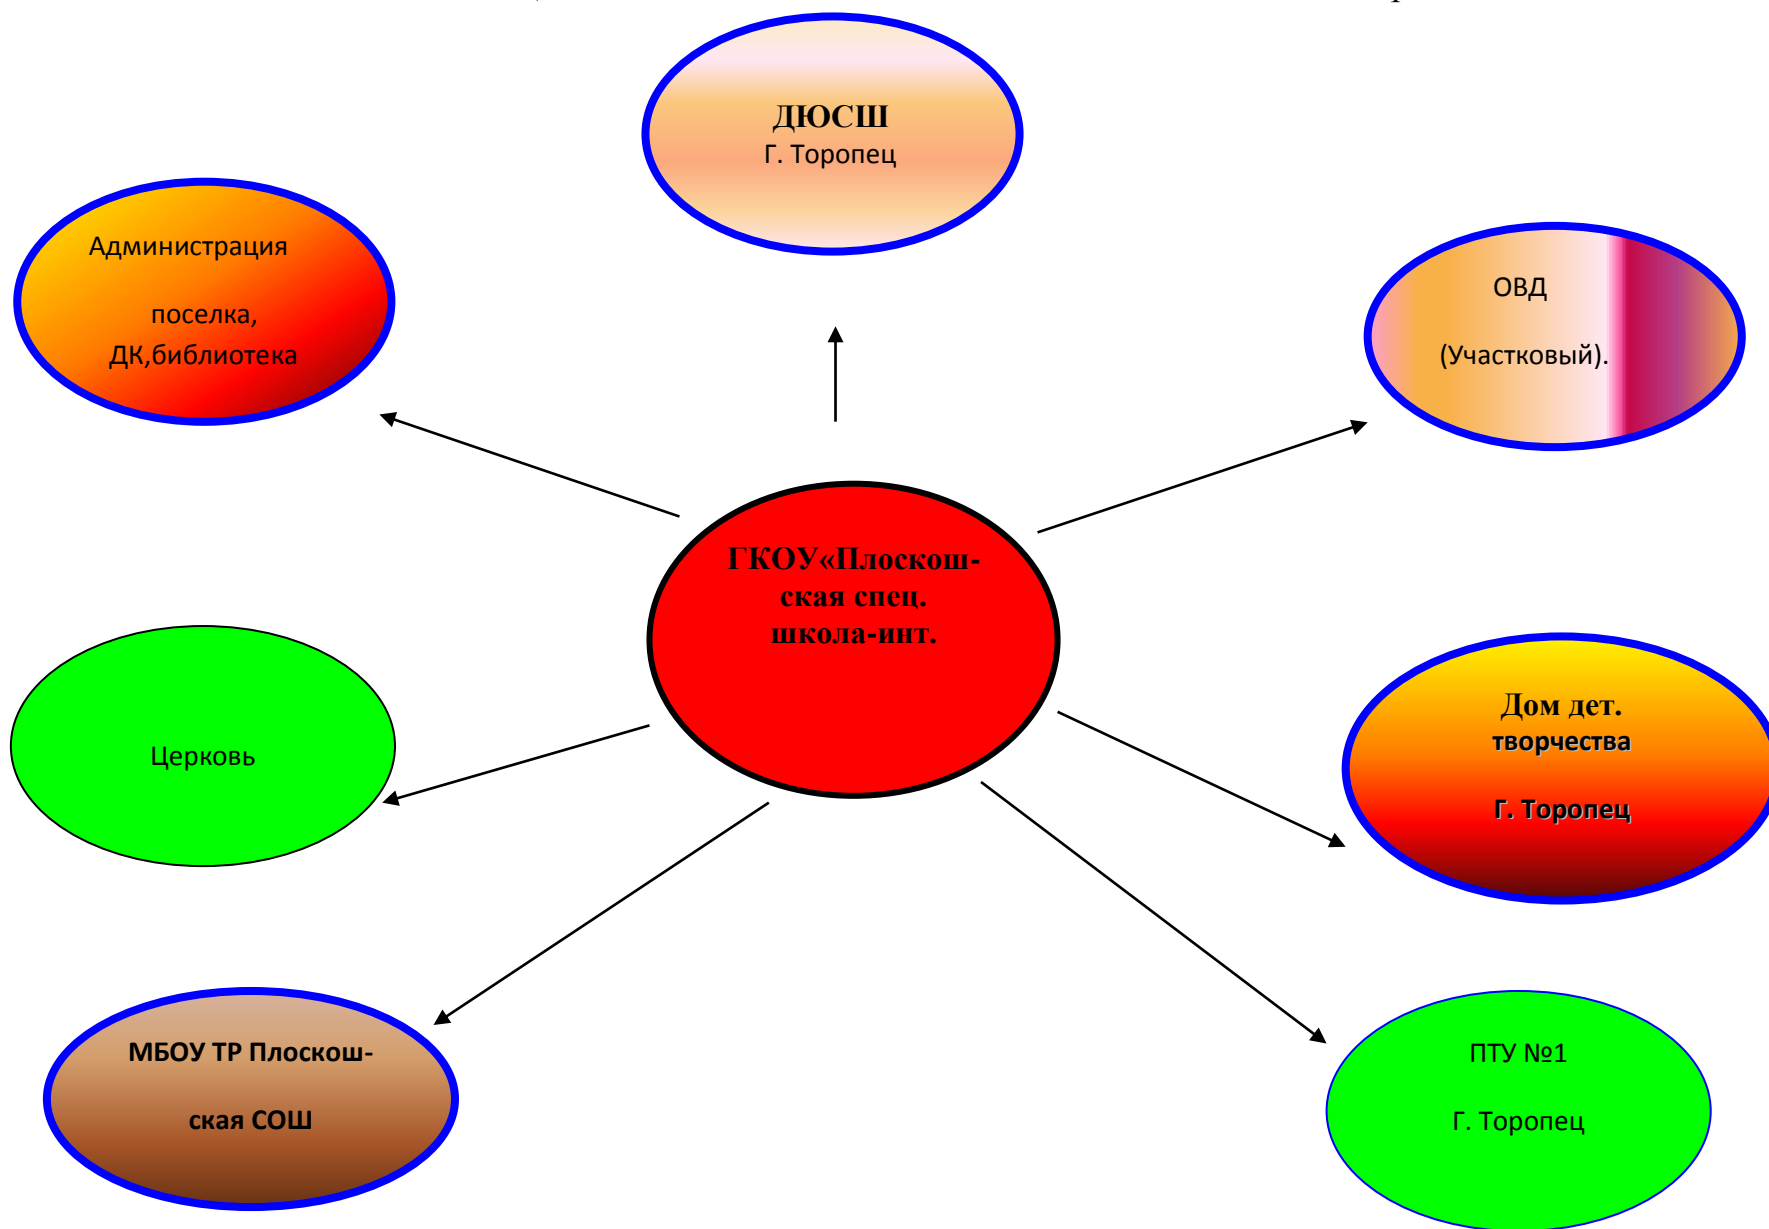 ДЮСШ
Г. Торопец
Администрация
поселка,
ДК,библиотека
ОВД
(Участковый).
ГКОУ«Плоскош-
ская спец.
школа-инт.
Церковь
Дом дет.
творчества
Г. Торопец
МБОУ ТР Плоскош-
ская СОШ
ПТУ №1
Г. Торопец